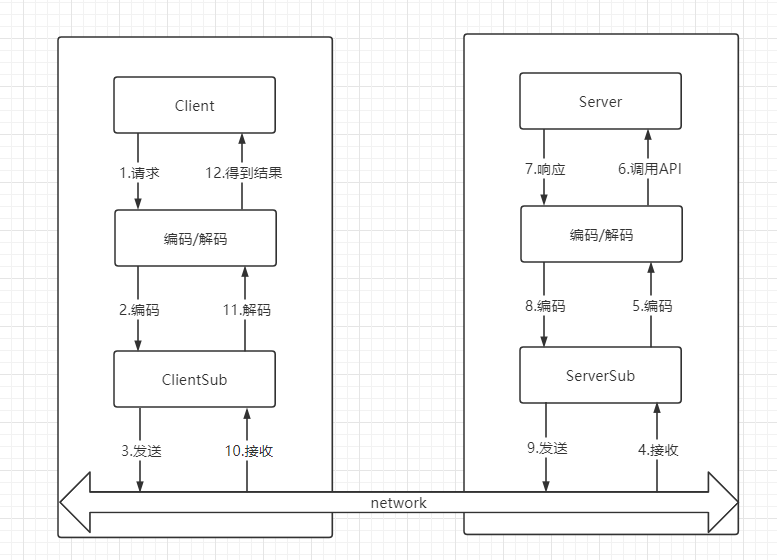 Client
Server
1.请求
12.得到结果
7.响应
6.调用API
编码/解码
编码/解码
2.编码
11.解码
8.编码
5.编码
ClientSub
ServerSub
3.发送
10.接收
9.发送
4.接收
network